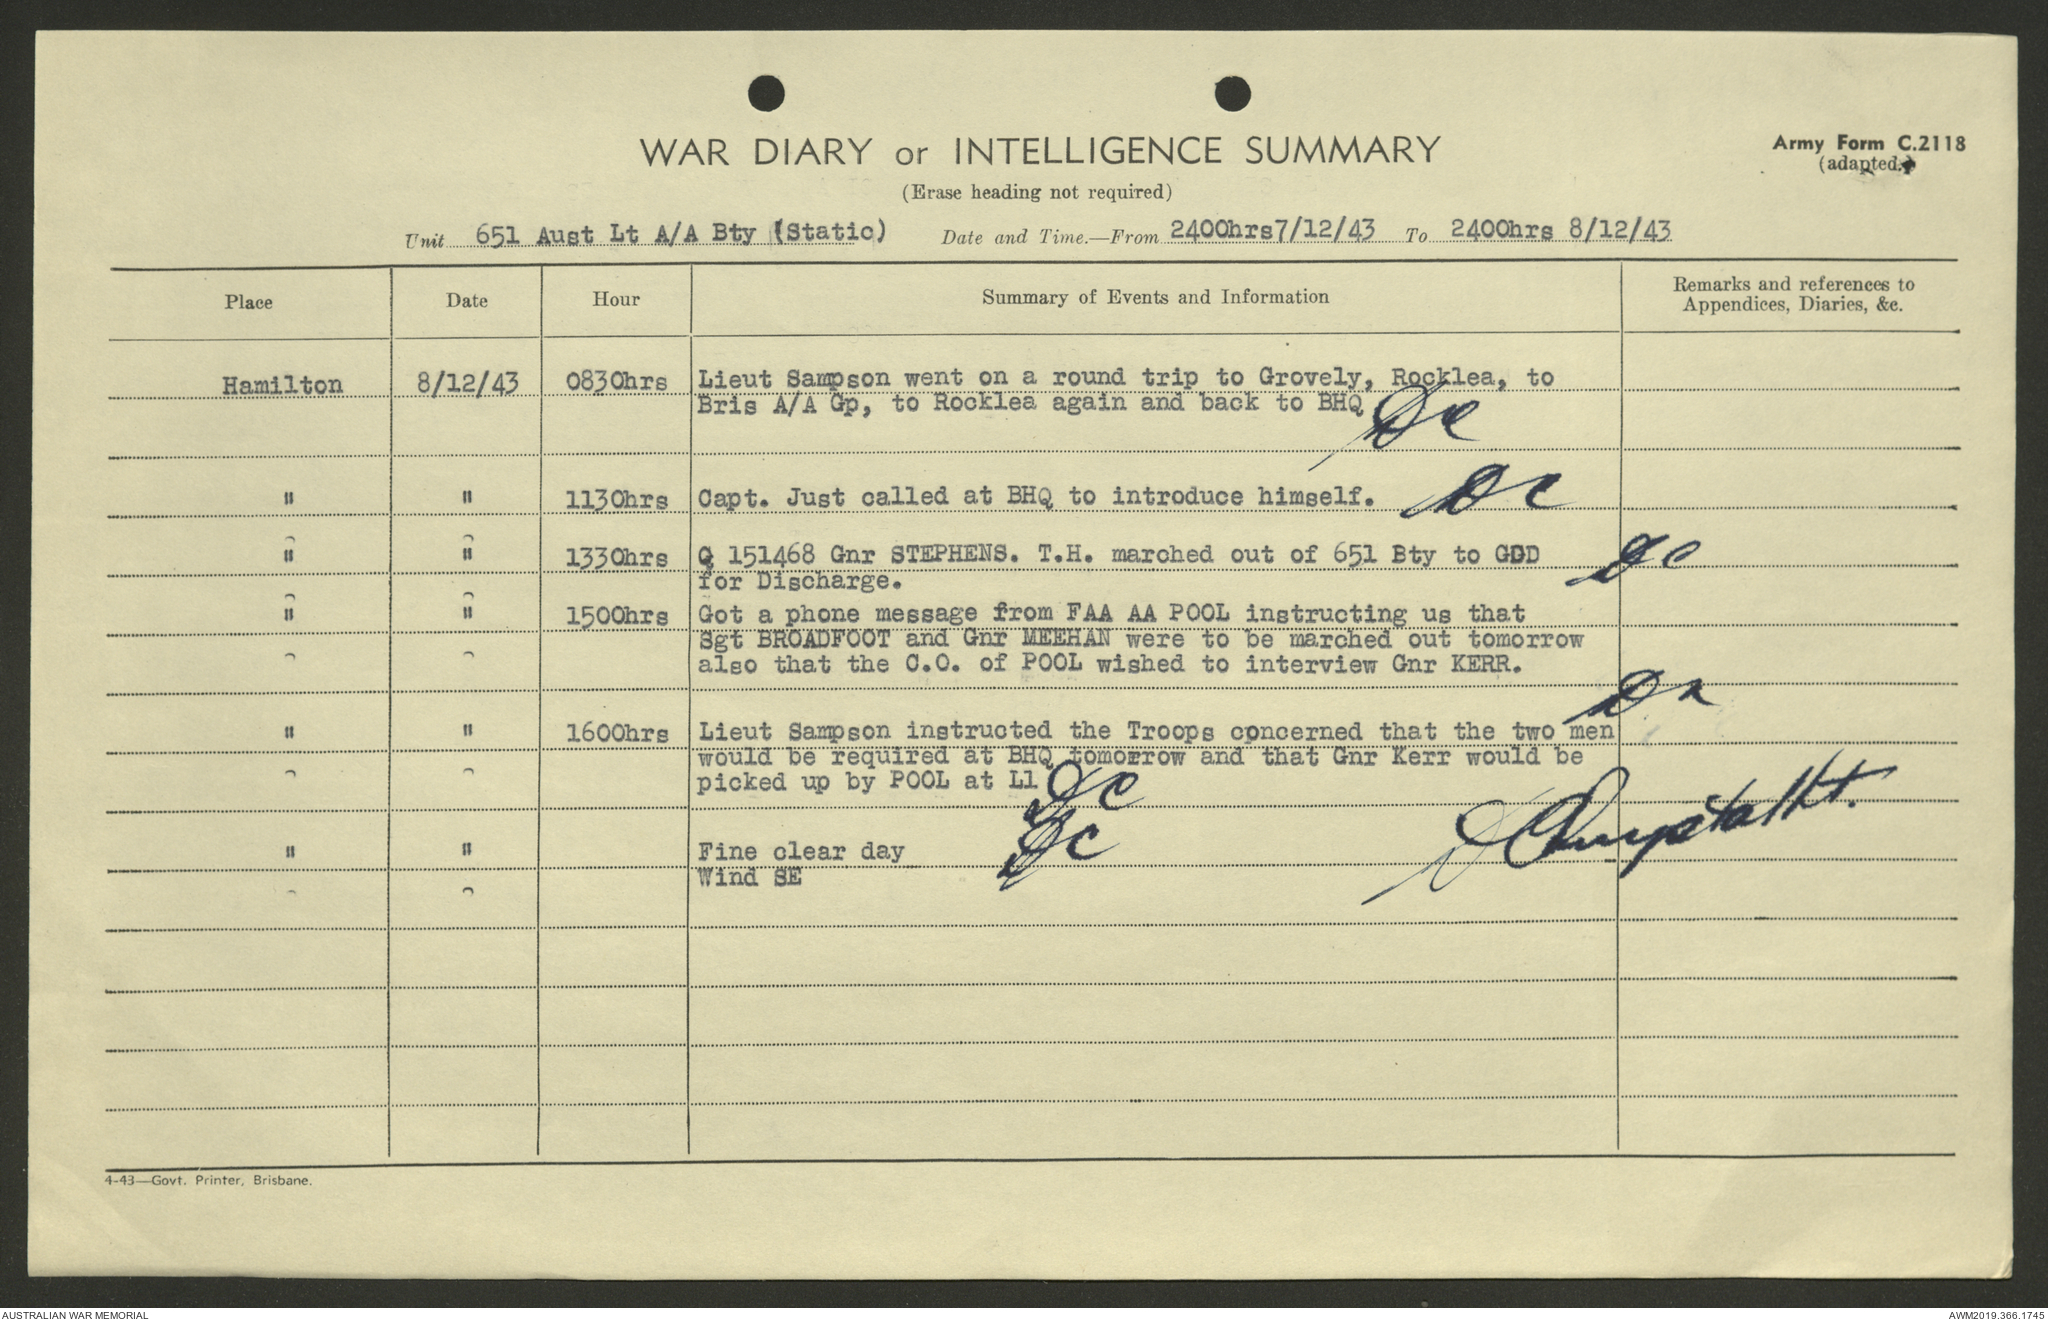 WAR DIARY or INTELLIGENCE SUMMARY
Army Form C.2118
(adapted.)
(Erase heading not required)
Unit 651 Aust Lt A/A Bty (Static) Date and Time.—From 2400hrs7/12/43 To 2400hrs 8/12/43
Place Date Hour Summary of Events and Information Remarks and references to
Appendices, Diaries, &c.
Hamilton 8/12/43 0830hrs Lieut Sampson went on a round trip to Grovely, Rocklea, to
Bris A/A Gp, to Rocklea again and back to BHQ DC
" " 1130hrs Capt. Just called at BHQ to introduce himself. DC
" " 1330hrs Q 151468 Gnr STEPHENS. T.H. marched out of 651 Bty to GDD DC
for Discharge.
" " 1500hrs Got a phone message from FAA AA POOL instructing us that
Sgt BROADFOOT and Gnr MEEHAN were to be marched out tomorrow
also that the C.O. of POOL wished to interview Gnr KERR.
" " 1600hrs Lieut Sampson instructed the Troops concerned that the two men
would be required at BHQ tomorrow and that Gnr Kerr would be
picked up by POOL at L1 DC
" " Fine clear day DC
Wind SE
4-43—Govt. Printer, Brisbane.
AUSTRALIAN WAR MEMORIAL
AWM2019.366.1745